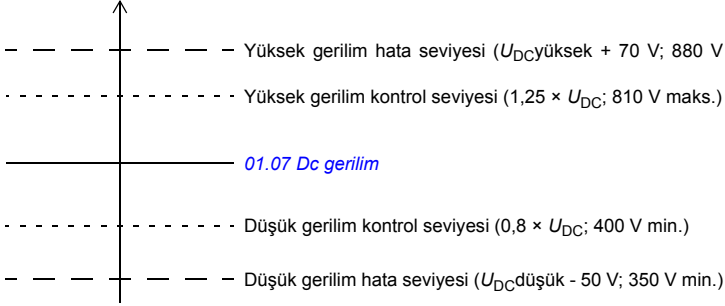 Yüksek gerilim hata seviyesi (UDCyüksek + 70 V; 880 V
Yüksek gerilim kontrol seviyesi (1,25 × UDC; 810 V maks.)
01.07 Dc gerilim
Düşük gerilim kontrol seviyesi (0,8 × UDC; 400 V min.)
Düşük gerilim hata seviyesi (UDCdüşük - 50 V; 350 V min.)